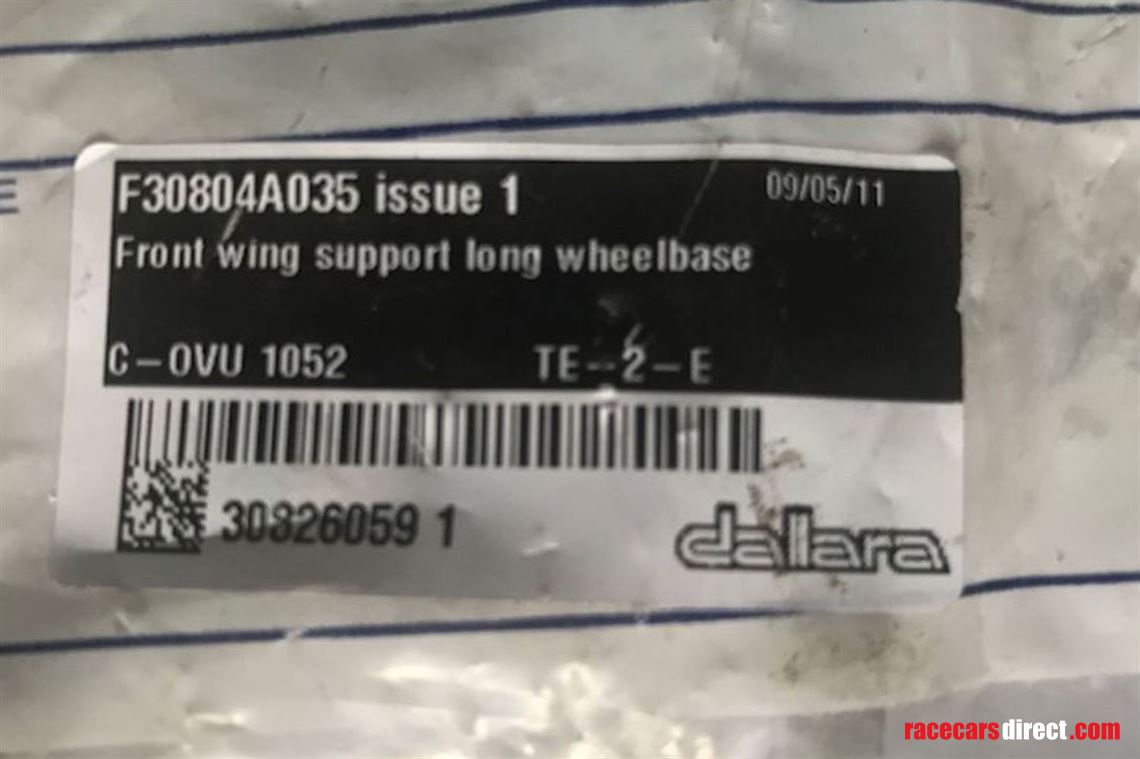 F30804A035 issue 1 09/05/11
Front wing support long wheelbase
C-OVU 1052 TE-2-E
30826059 1
dallara
racecarsdirect.com